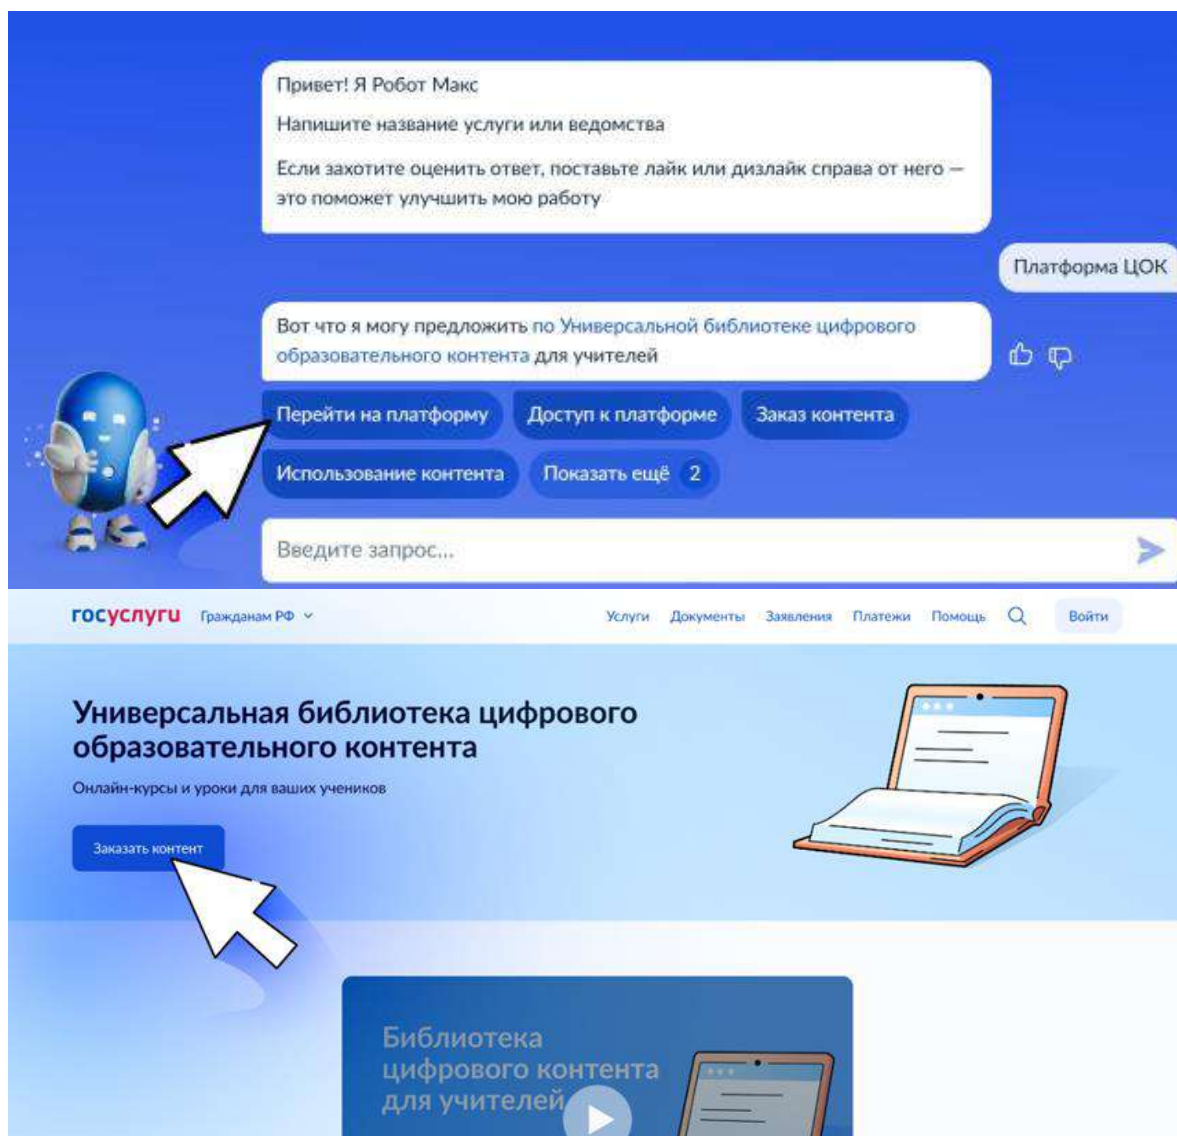 Привет! Я Робот Макс
Напишите название услуги или ведомства
Если захотите оценить ответ, поставьте лайк или дизлайк справа от него —
это поможет улучшить мою работу
Платформа ЦОК
Вот что я могу предложить по Универсальной библиотеке цифрового
образовательного контента для учителей
Перейти на платформу Доступ к платформе Заказ контента
Использование контента Показать ещё 2
Введите запрос...
госуслуги Гражданам РФ Услуги Документы Заявления Платежи Помощь Войти
Универсальная библиотека цифрового
образовательного контента
Онлайн-курсы и уроки для ваших учеников
Заказать контент
Библиотека
цифрового контента
для учителей